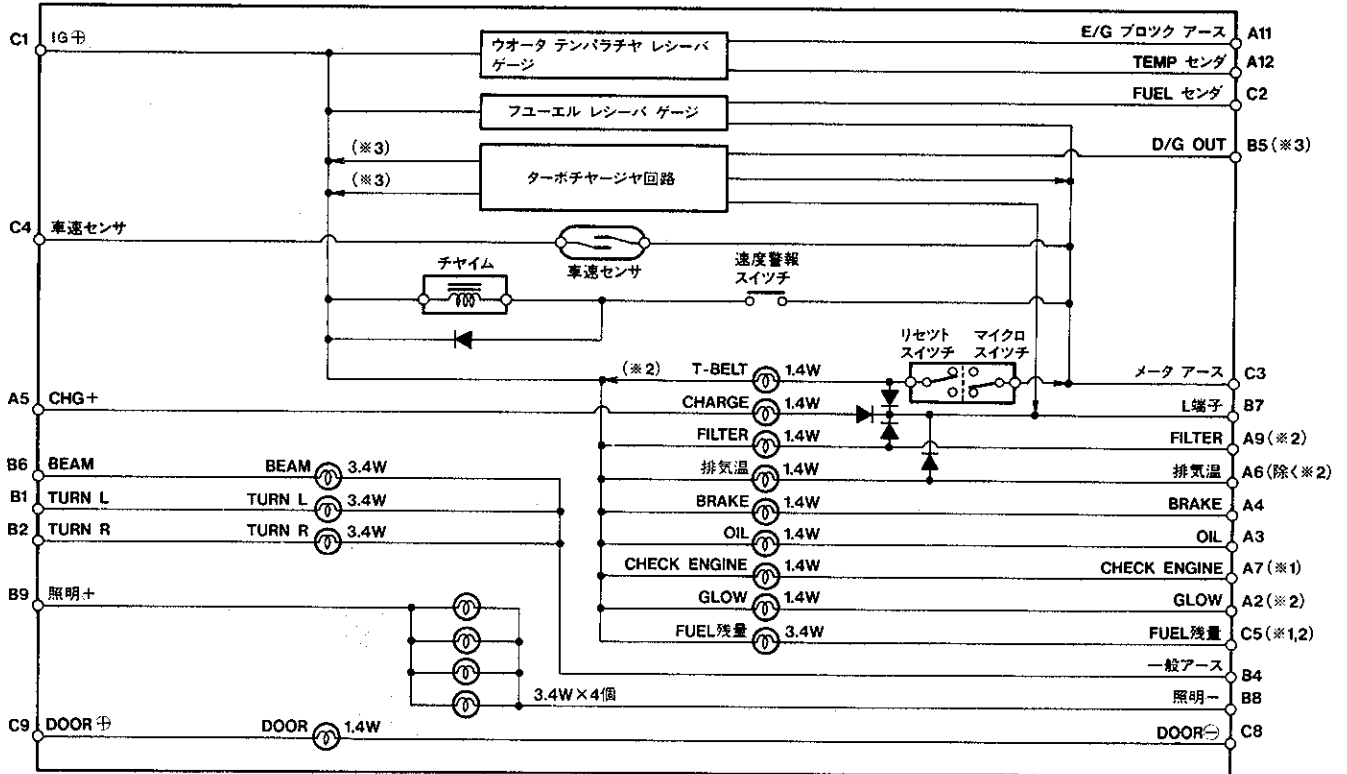 C1 IG⊕
ウオータ テンパラチヤ レシーバ
ゲージ
E/G ブロツク アース A11
TEMP センダ A12
フユーエル レシーバ ゲージ
FUEL センダ C2
(※3)
(※3)
ターボチヤージヤ回路
D/G OUT B5(※3)
C4 車速センサ
車速センサ
チヤイム
速度警報
スイツチ
リセツト
スイツチ
マイクロ
スイツチ
(※2) T-BELT 1.4W
メータ アース C3
A5 CHG+
CHARGE 1.4W
L端子 B7
FILTER 1.4W
FILTER A9(※2)
B6 BEAM
BEAM 3.4W
排気温 1.4W
排気温 A6(除く※2)
B1 TURN L
TURN L 3.4W
BRAKE 1.4W
BRAKE A4
B2 TURN R
TURN R 3.4W
OIL 1.4W
OIL A3
CHECK ENGINE 1.4W
CHECK ENGINE A7(※1)
B9 照明+
GLOW 1.4W
GLOW A2(※2)
FUEL残量 3.4W
FUEL残量 C5(※1,2)
一般アース B4
3.4W×4個
照明− B8
C9 DOOR⊕
DOOR 1.4W
DOOR⊖ C8